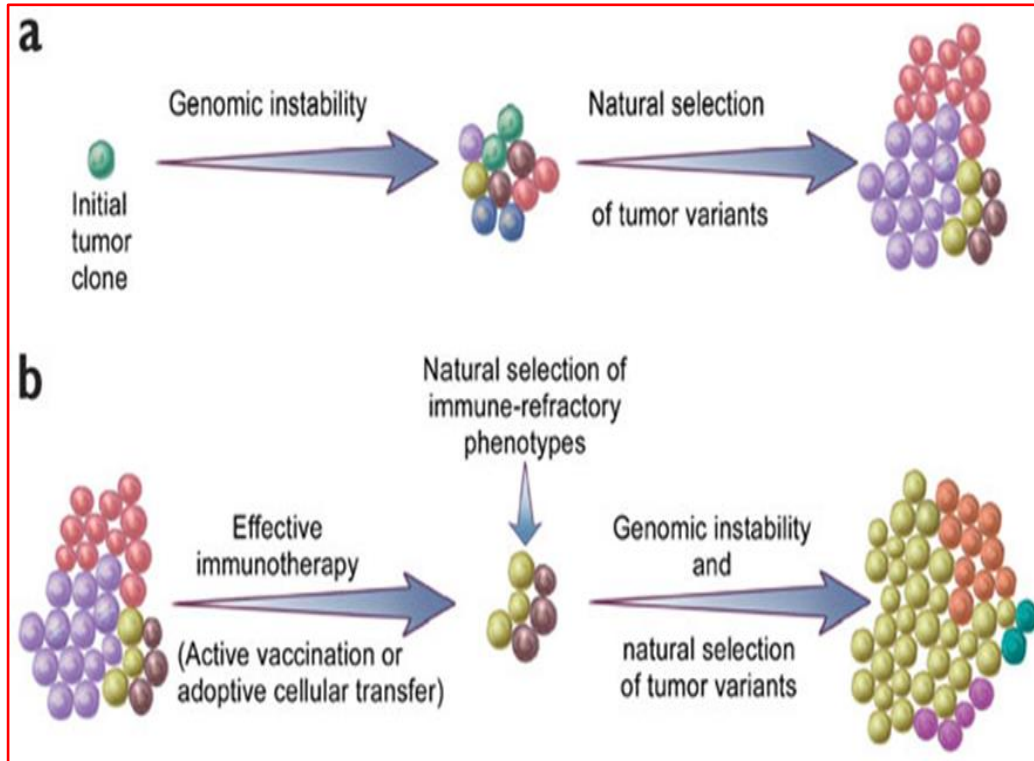 a
Genomic instability
Natural selection
of tumor variants
Initial
tumor
clone
b
Natural selection of
immune-refractory
phenotypes
Effective
immunotherapy
(Active vaccination or
adoptive cellular transfer)
Genomic instability
and
natural selection
of tumor variants